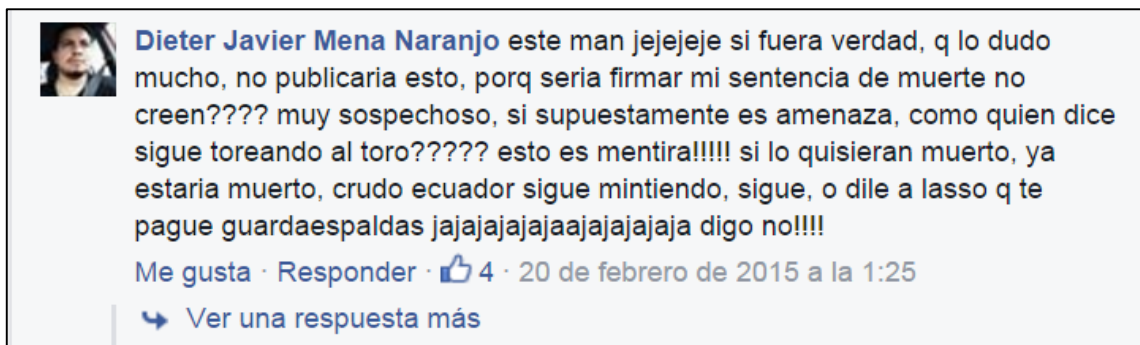 Dieter Javier Mena Naranjo este man jejejeje si fuera verdad, q lo dudo
mucho, no publicaria esto, porq seria firmar mi sentencia de muerte no
creen???? muy sospechoso, si supuestamente es amenaza, como quien dice
sigue toreando al toro????? esto es mentira!!!!! si lo quisieran muerto, ya
estaria muerto, crudo ecuador sigue mintiendo, sigue, o dile a lasso q te
pague guardaespaldas jajajajajajaajajajajaja digo no!!!!
Me gusta · Responder · 4 · 20 de febrero de 2015 a la 1:25
Ver una respuesta más